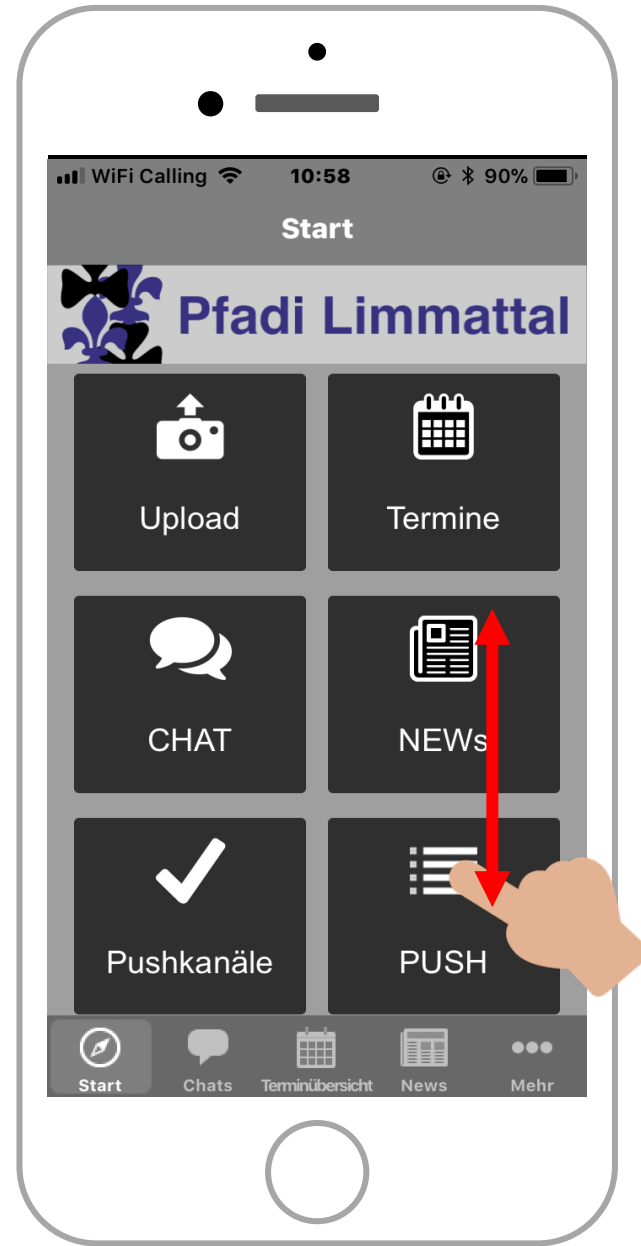 WiFi Calling 10:58 90%
Start
Pfadi Limmattal
Upload Termine
CHAT NEWs
Pushkanäle PUSH
Start Chats Terminübersicht News Mehr